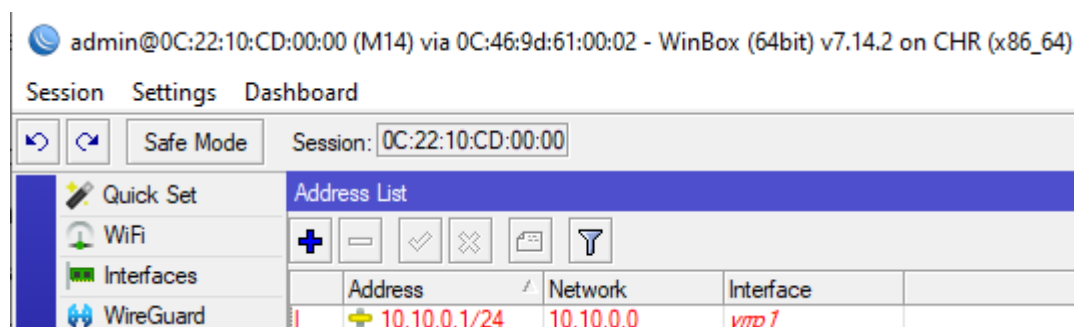 admin@0C:22:10:CD:00:00 (M14) via 0C:46:9d:61:00:02 - WinBox (64bit) v7.14.2 on CHR (x86_64)
Session Settings Dashboard
Safe Mode Session: 0C:22:10:CD:00:00
Quick Set
WiFi
Interfaces
WireGuard
Address List
Address Network Interface
I 10.10.0.1/24 10.10.0.0